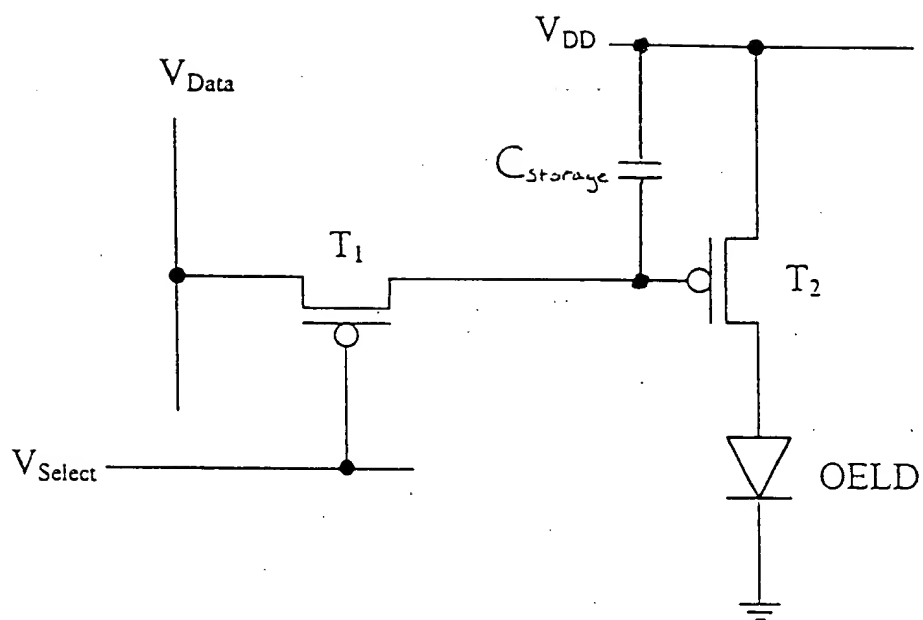 V_DD
V_Data
C_storage
T_1
T_2
V_Select
OELD